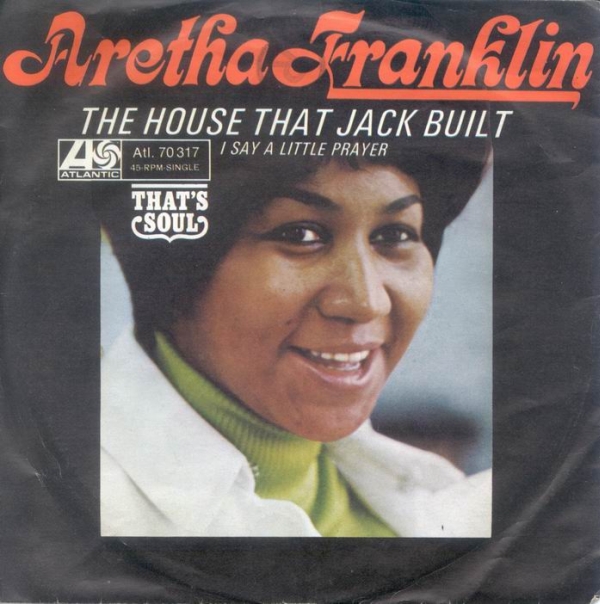 Aretha Franklin
THE HOUSE THAT JACK BUILT
I SAY A LITTLE PRAYER
ATLANTIC
Atl. 70 317
45-RPM-SINGLE
THAT'S
SOUL